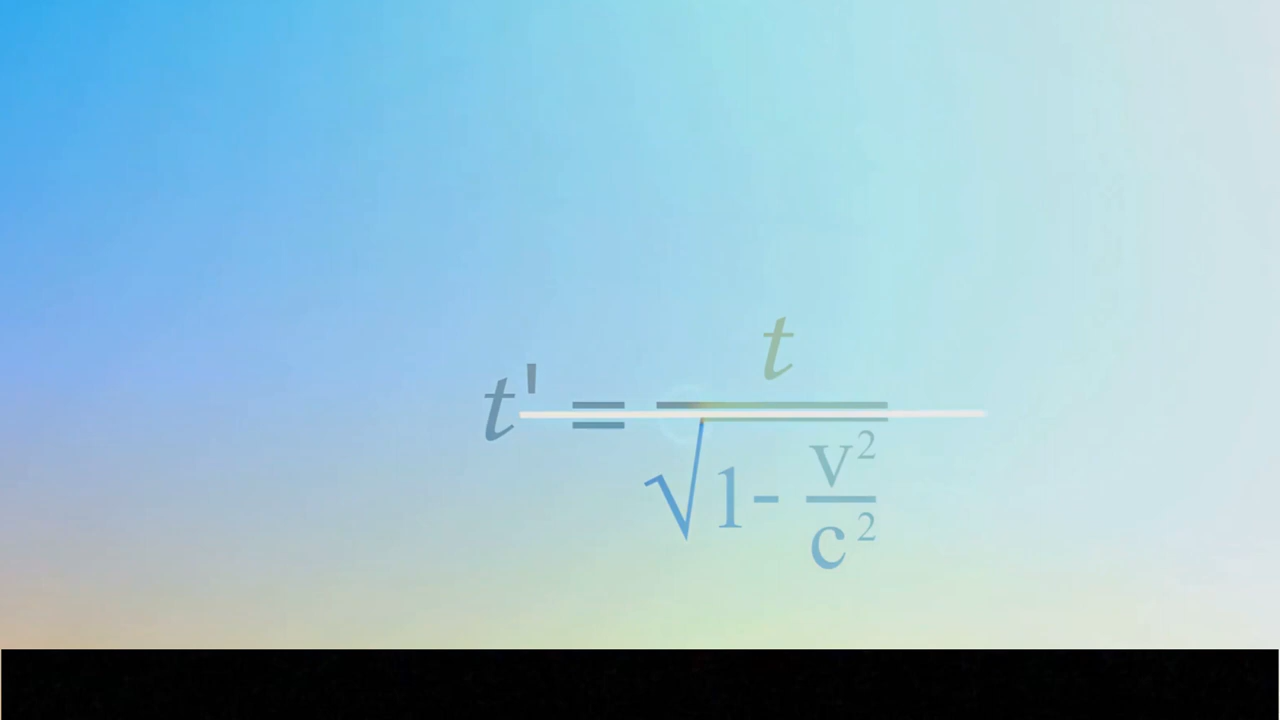 t' = t / √1- v² / c²